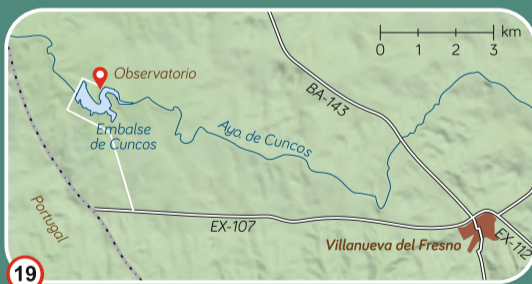 km
0 1 2 3
Observatorio
BA-143
Embalse
de Cuncos
Ayo. de Cuncos
Portugal
EX-107
Villanueva del Fresno
EX-112
19